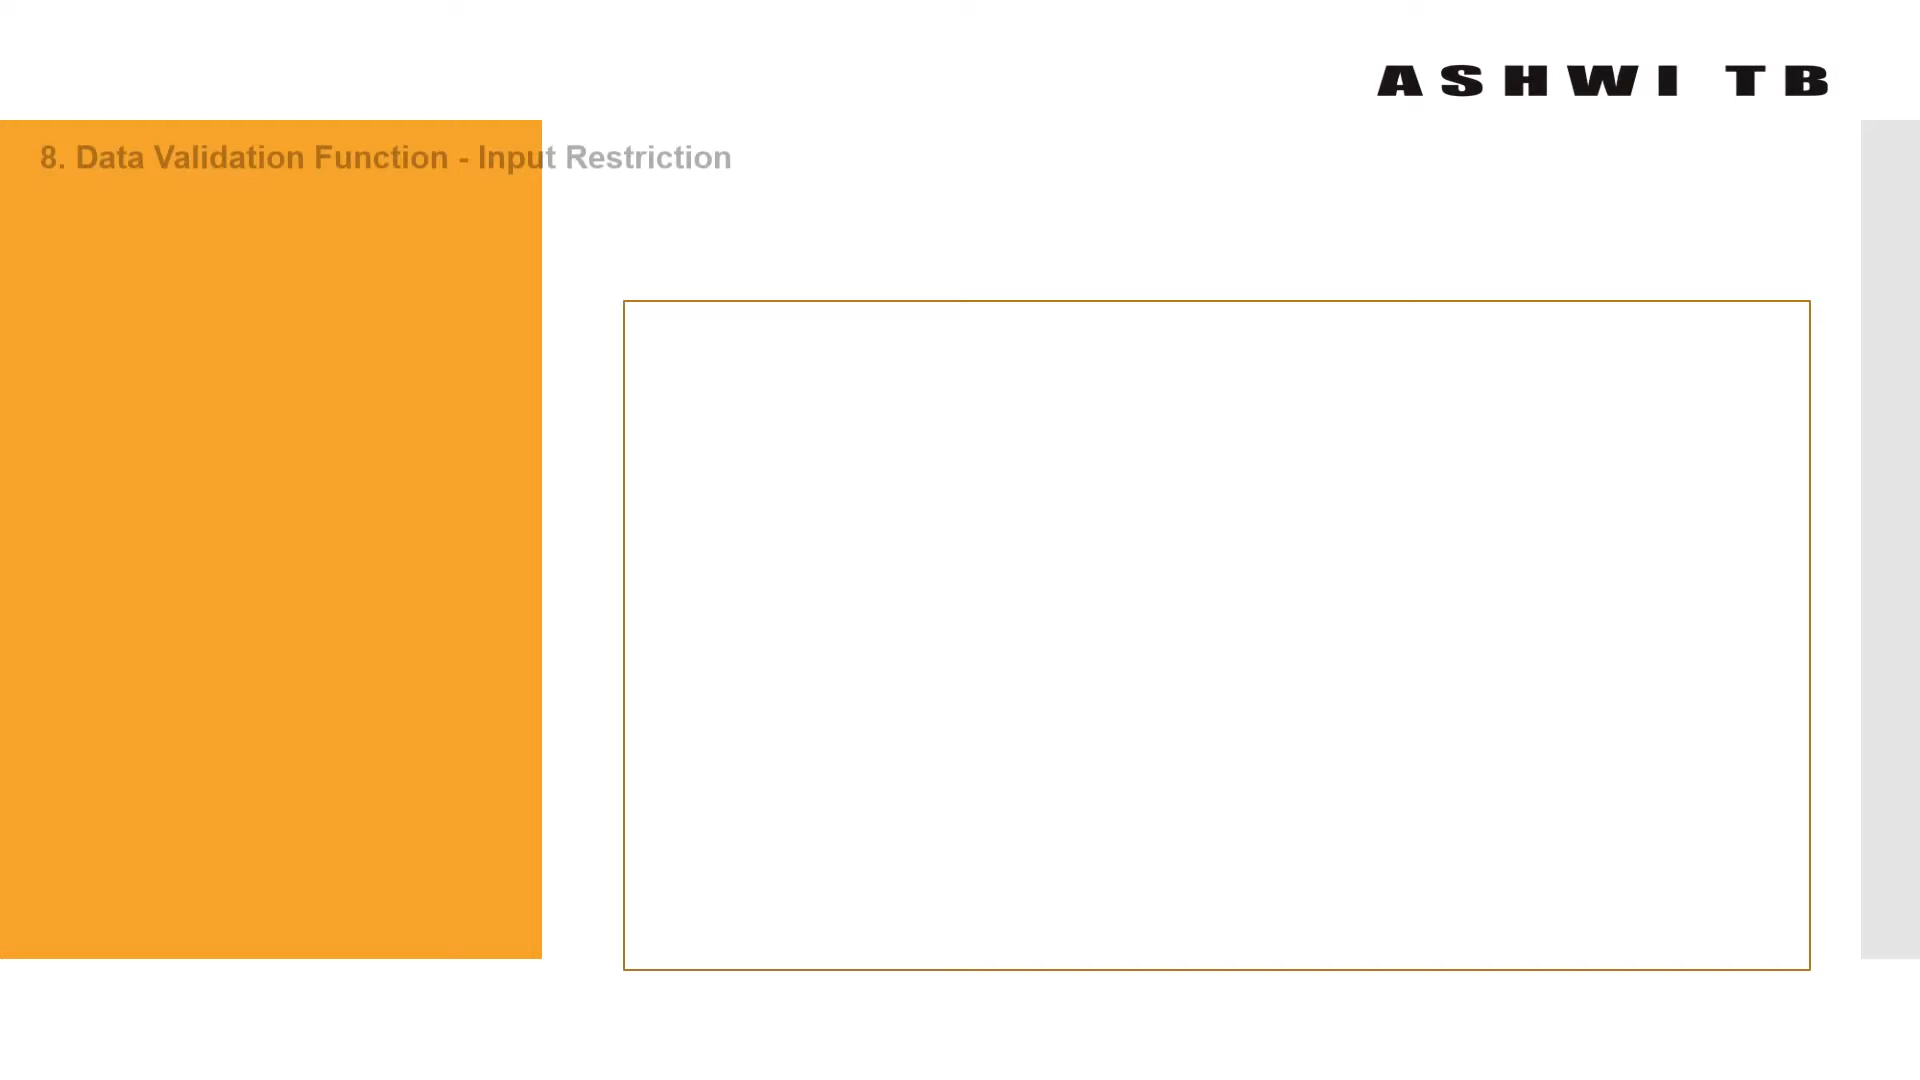 ASHWI TB
8. Data Validation Function - Input Restriction